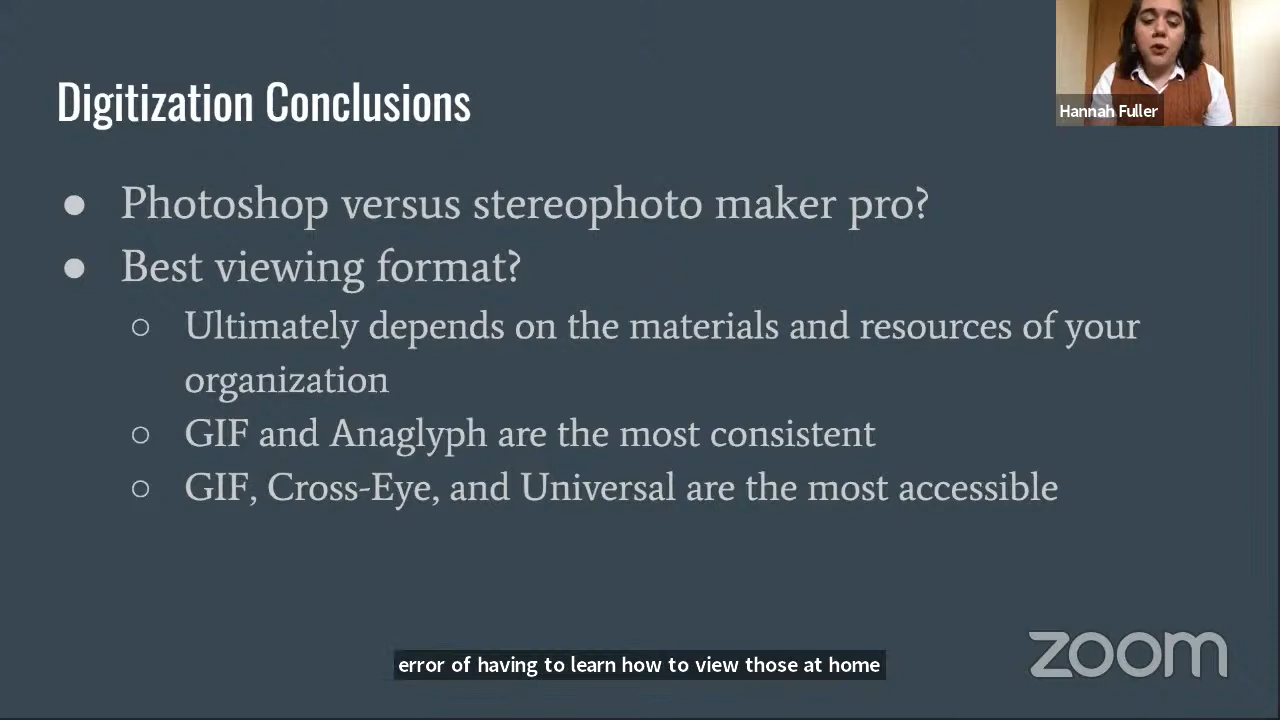 Digitization Conclusions
Hannah Fuller
● Photoshop versus stereophoto maker pro?
● Best viewing format?
○ Ultimately depends on the materials and resources of your
organization
○ GIF and Anaglyph are the most consistent
○ GIF, Cross-Eye, and Universal are the most accessible
error of having to learn how to view those at home
zoom